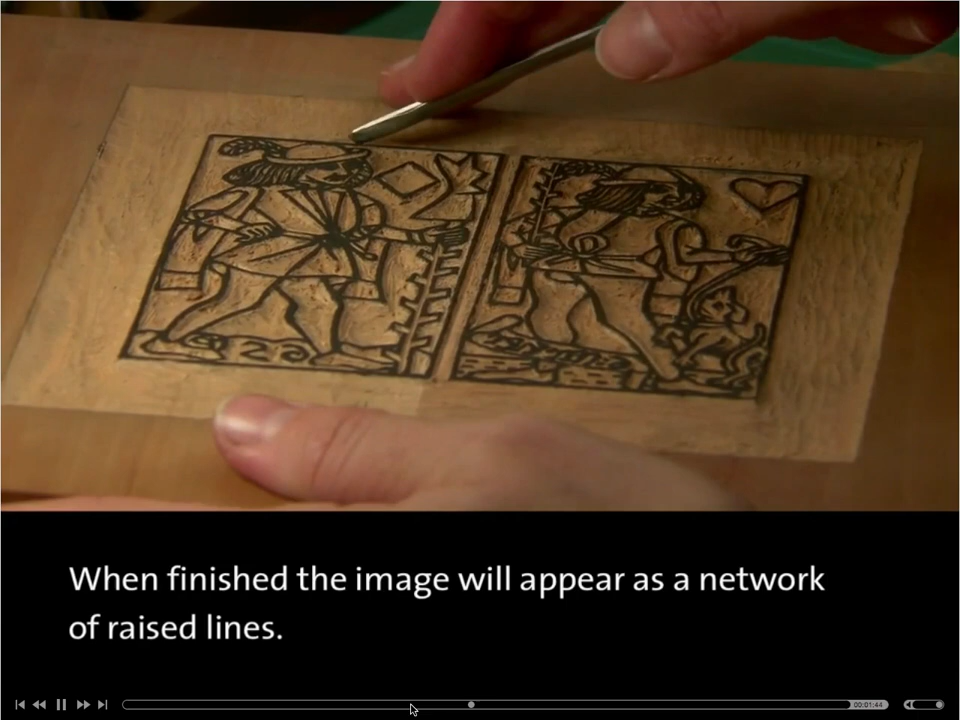 When finished the image will appear as a network
of raised lines.
00:01:44